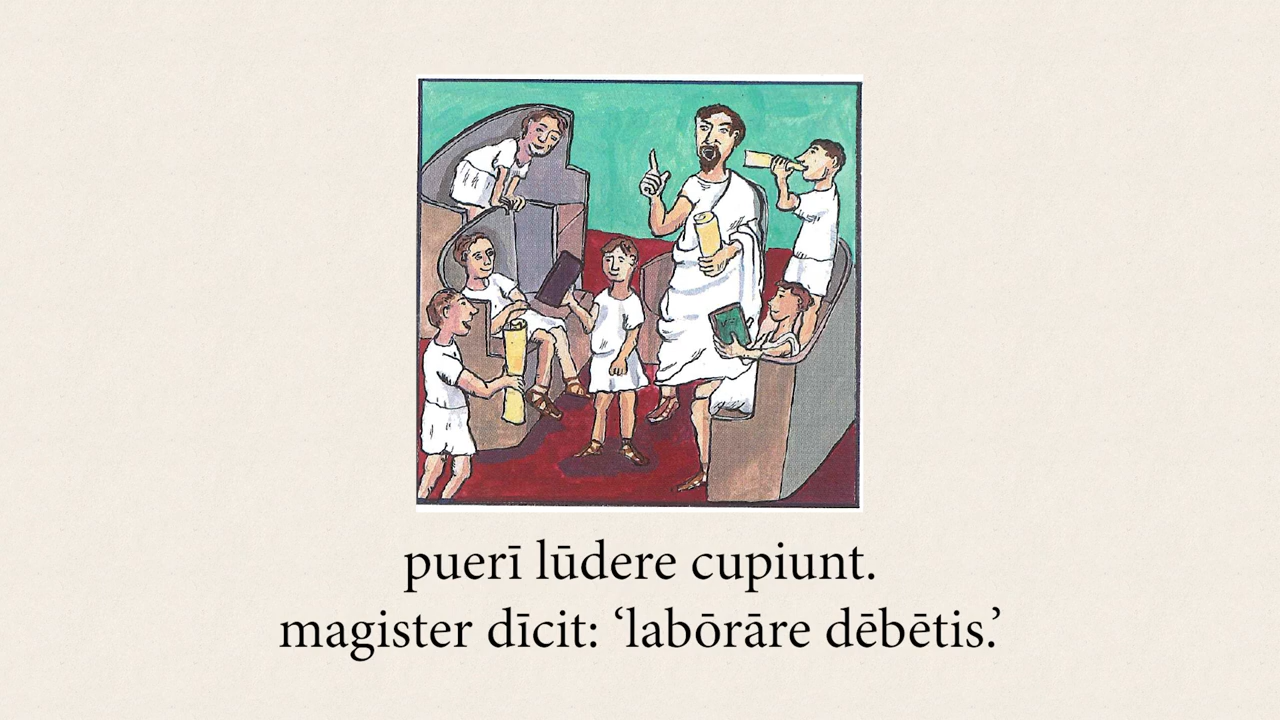 puerī lūdere cupiunt.
magister dīcit: ‘labōrāre dēbētis.’